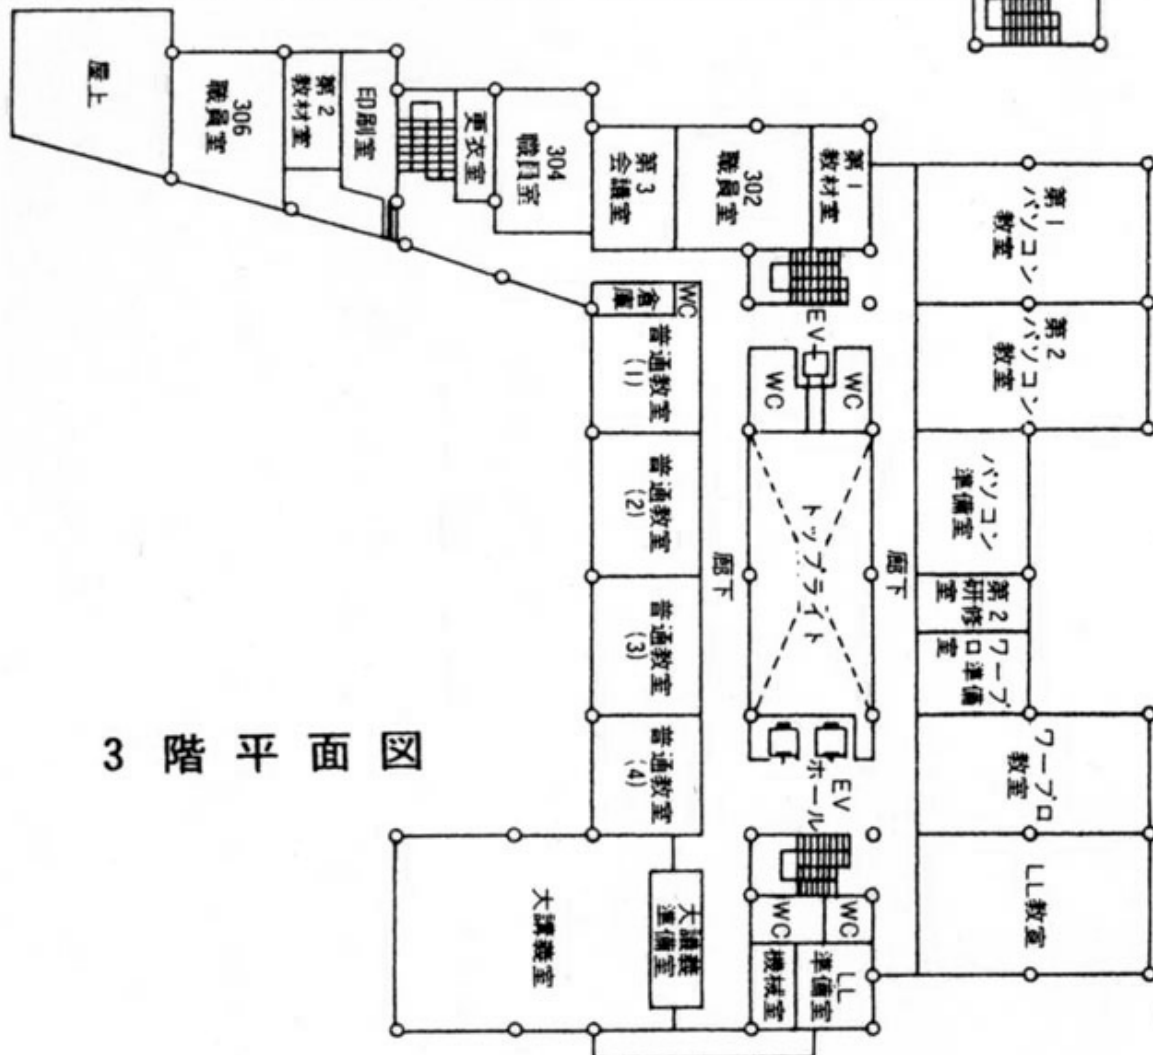 屋上
306
職員室
第2
教材室
印刷室
更衣室
304
職員室
第3
会議室
302
職員室
第1
教材室
第1
パソコン
教室
第2
パソコン
教室
EV
WC
WC
WC
倉庫
普通教室
(1)
普通教室
(2)
普通教室
(3)
普通教室
(4)
廊下
トップライト
廊下
パソコン
準備室
第2
研修
室
ワープ
ロ準備
室
ワープロ
教室
LL教室
EV
ホール
3階平面図
大講義室
大講義
準備室
WC
WC
機械室
LL
準備室